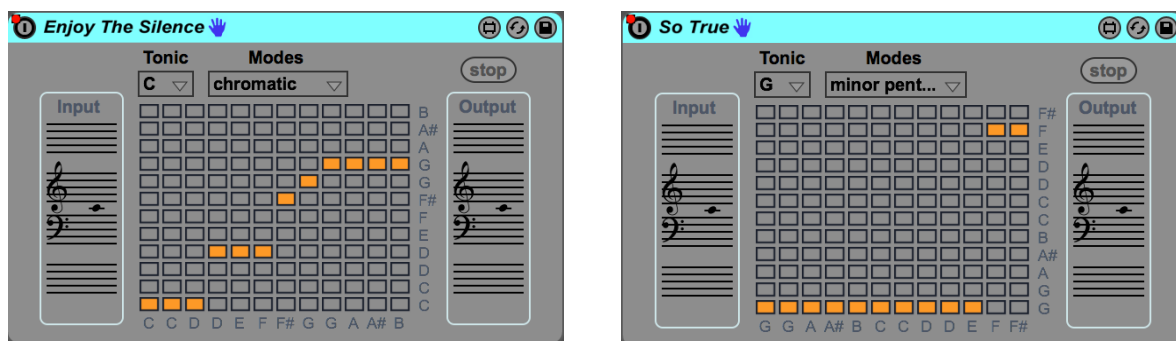 Enjoy The Silence
Tonic Modes
C chromatic
stop
Input
Output
B
A#
A
G
G
F#
F
E
D
D
C
C
C C D D E F F# G G A A# B
So True
Tonic Modes
G minor pent...
stop
Input
Output
F#
F
E
D
D
C
C
B
A#
A
G
G
G G A A# B C C D D E F F#